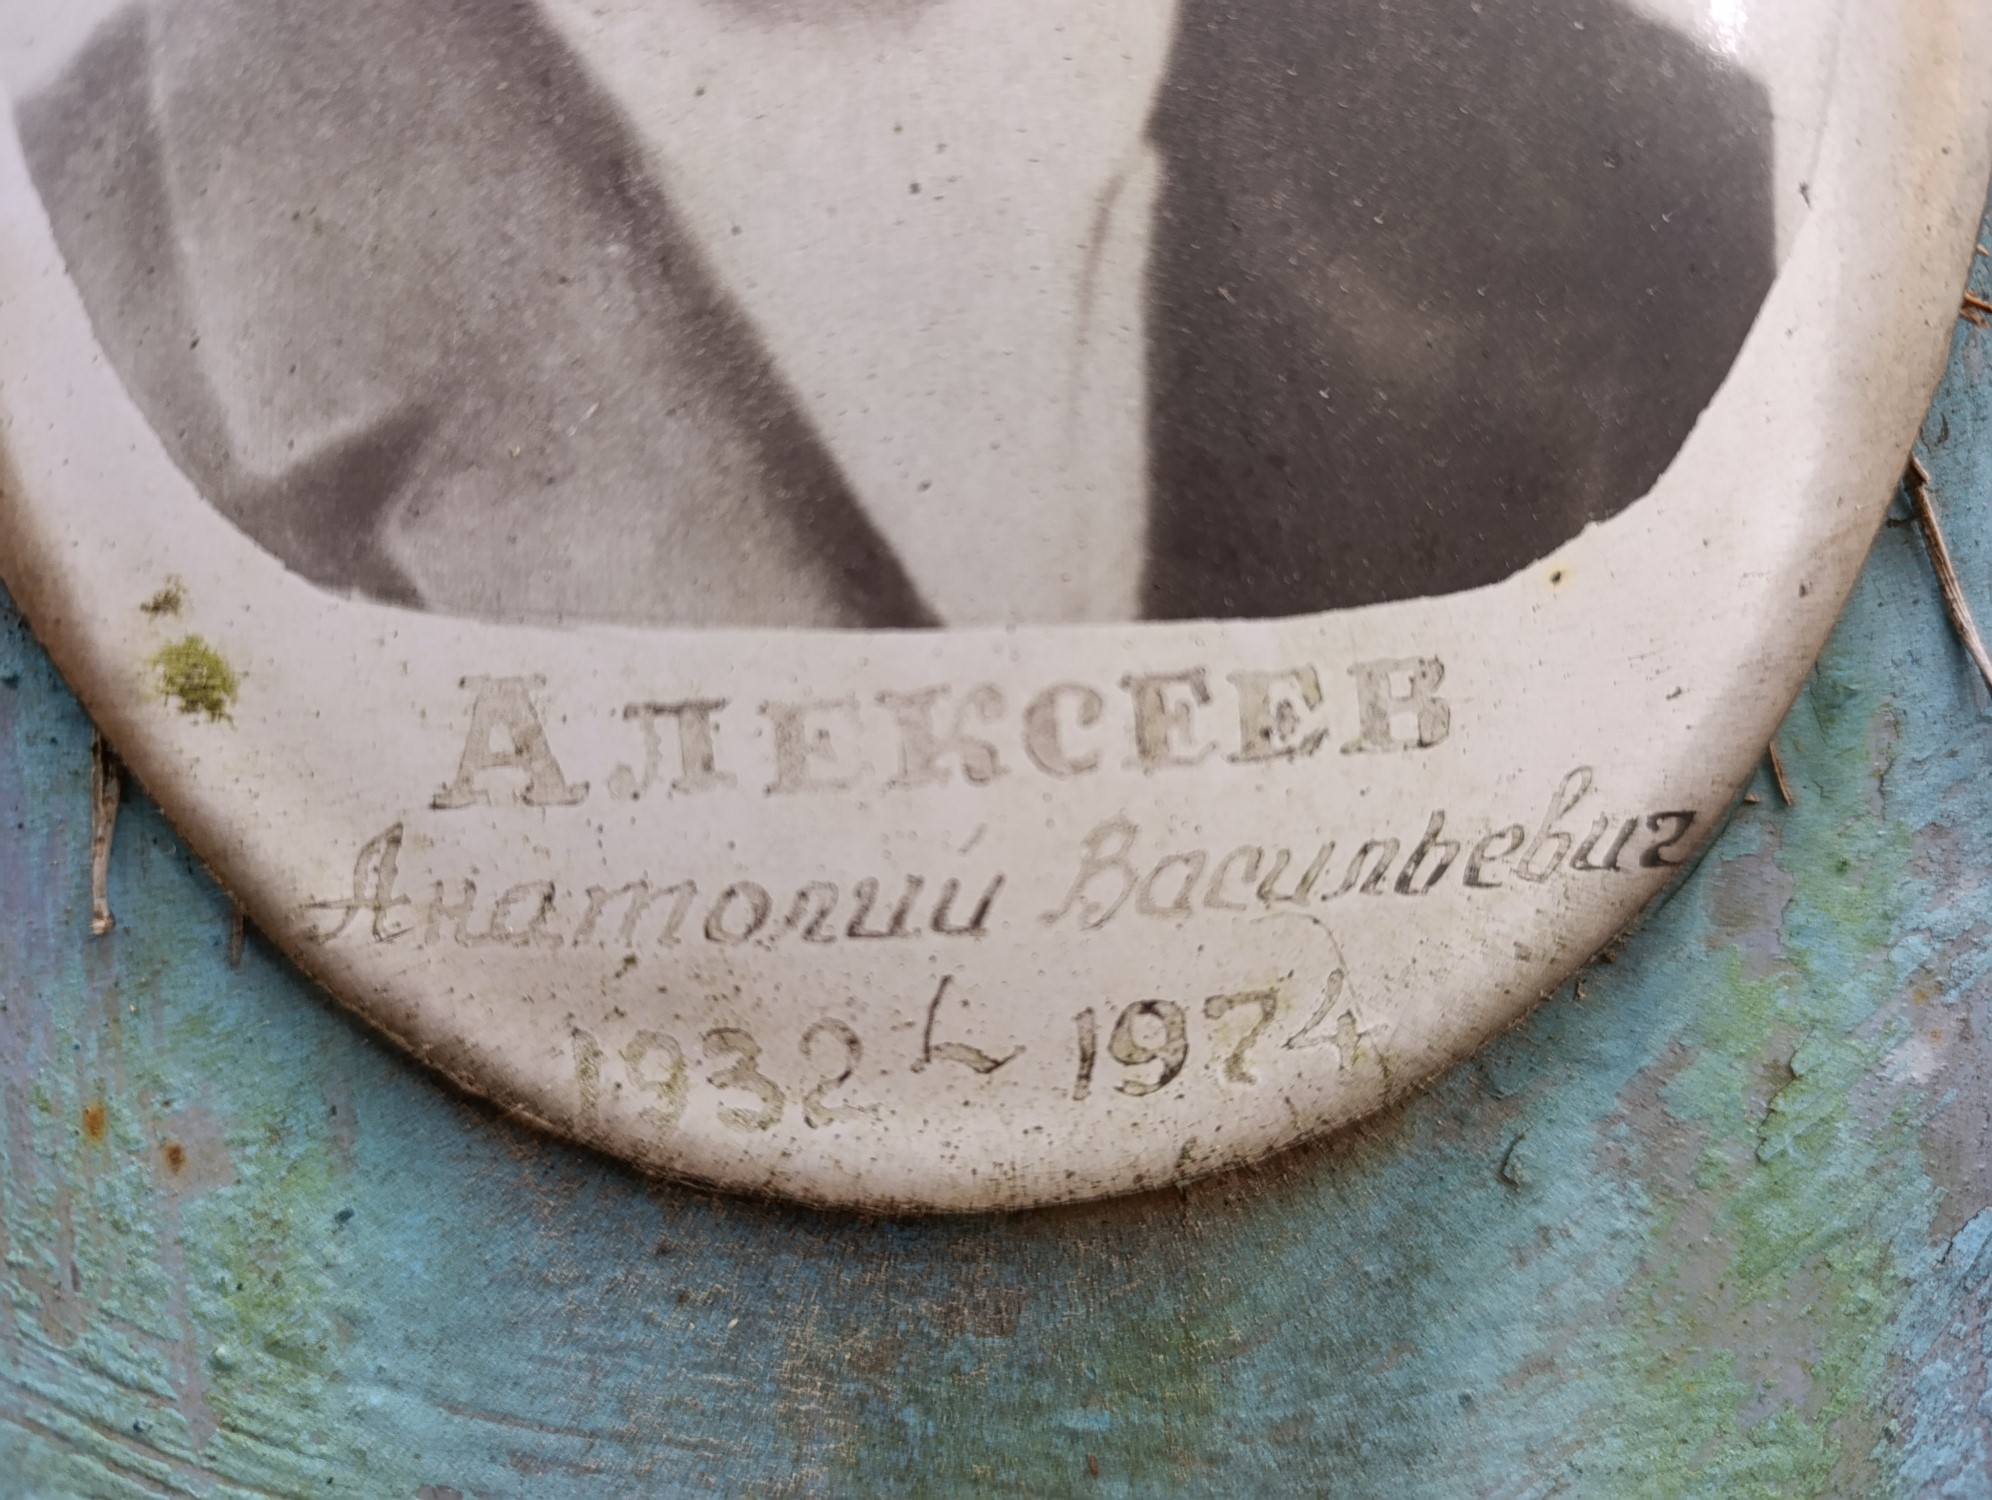 АЛЕКСЕЕВ
Анатолий Васильевич
1932 – 1974